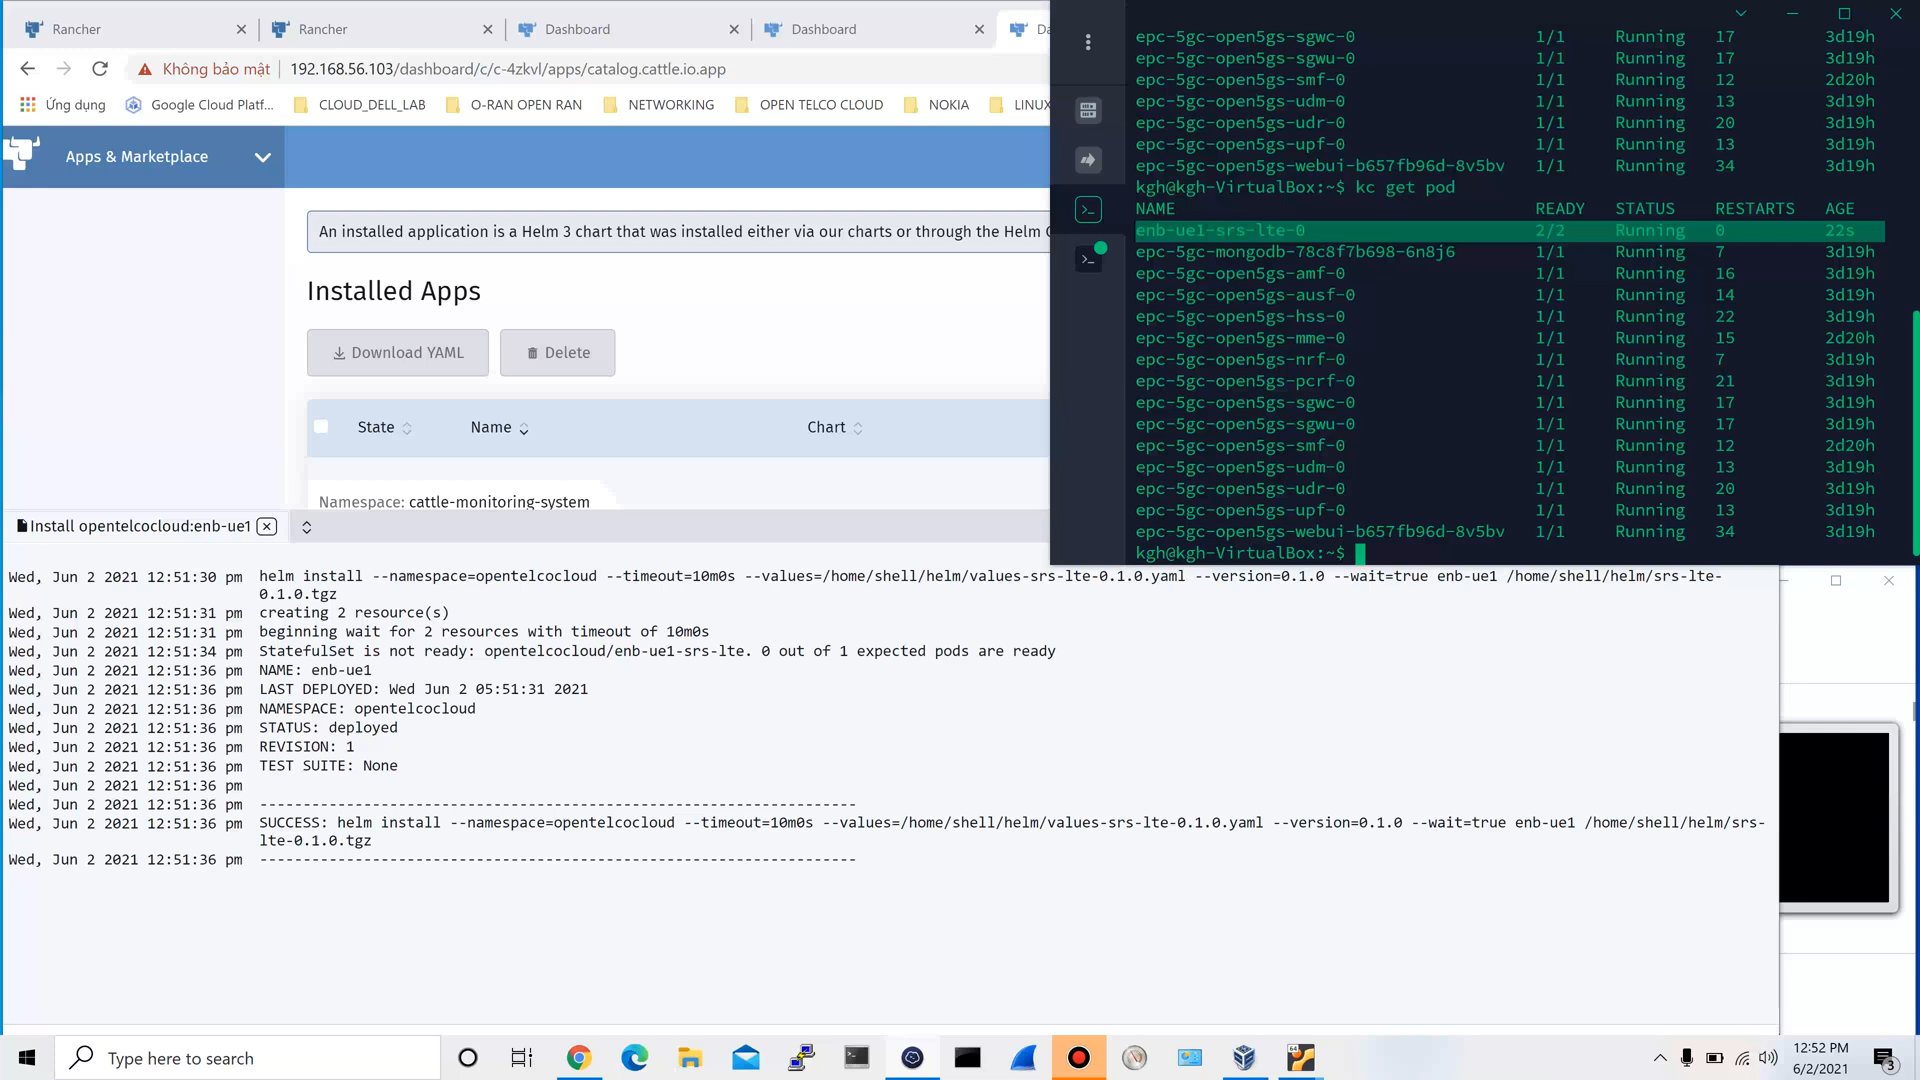 Rancher
Rancher
Dashboard
Dashboard
Da
Không bảo mật
192.168.56.103/dashboard/c/c-4zkvl/apps/catalog.cattle.io.app
Ứng dụng
Google Cloud Platf...
CLOUD_DELL_LAB
O-RAN OPEN RAN
NETWORKING
OPEN TELCO CLOUD
NOKIA
LINUX
Apps & Marketplace
An installed application is a Helm 3 chart that was installed either via our charts or through the Helm C
Installed Apps
Download YAML
Delete
State
Name
Chart
Namespace: cattle-monitoring-system
epc-5gc-open5gs-sgwc-0 1/1 Running 17 3d19h
epc-5gc-open5gs-sgwu-0 1/1 Running 17 3d19h
epc-5gc-open5gs-smf-0 1/1 Running 12 2d20h
epc-5gc-open5gs-udm-0 1/1 Running 13 3d19h
epc-5gc-open5gs-udr-0 1/1 Running 20 3d19h
epc-5gc-open5gs-upf-0 1/1 Running 13 3d19h
epc-5gc-open5gs-webui-b657fb96d-8v5bv 1/1 Running 34 3d19h
kgh@kgh-VirtualBox:~$ kc get pod
NAME READY STATUS RESTARTS AGE
enb-ue1-srs-lte-0 2/2 Running 0 22s
epc-5gc-mongodb-78c8f7b698-6n8j6 1/1 Running 7 3d19h
epc-5gc-open5gs-amf-0 1/1 Running 16 3d19h
epc-5gc-open5gs-ausf-0 1/1 Running 14 3d19h
epc-5gc-open5gs-hss-0 1/1 Running 22 3d19h
epc-5gc-open5gs-mme-0 1/1 Running 15 2d20h
epc-5gc-open5gs-nrf-0 1/1 Running 7 3d19h
epc-5gc-open5gs-pcrf-0 1/1 Running 21 3d19h
epc-5gc-open5gs-sgwc-0 1/1 Running 17 3d19h
epc-5gc-open5gs-sgwu-0 1/1 Running 17 3d19h
epc-5gc-open5gs-smf-0 1/1 Running 12 2d20h
epc-5gc-open5gs-udm-0 1/1 Running 13 3d19h
epc-5gc-open5gs-udr-0 1/1 Running 20 3d19h
epc-5gc-open5gs-upf-0 1/1 Running 13 3d19h
epc-5gc-open5gs-webui-b657fb96d-8v5bv 1/1 Running 34 3d19h
kgh@kgh-VirtualBox:~$
Install opentelcocloud:enb-ue1
Wed, Jun 2 2021 12:51:30 pm helm install --namespace=opentelcocloud --timeout=10m0s --values=/home/shell/helm/values-srs-lte-0.1.0.yaml --version=0.1.0 --wait=true enb-ue1 /home/shell/helm/srs-lte-
0.1.0.tgz
Wed, Jun 2 2021 12:51:31 pm creating 2 resource(s)
Wed, Jun 2 2021 12:51:31 pm beginning wait for 2 resources with timeout of 10m0s
Wed, Jun 2 2021 12:51:34 pm StatefulSet is not ready: opentelcocloud/enb-ue1-srs-lte. 0 out of 1 expected pods are ready
Wed, Jun 2 2021 12:51:36 pm NAME: enb-ue1
Wed, Jun 2 2021 12:51:36 pm LAST DEPLOYED: Wed Jun 2 05:51:31 2021
Wed, Jun 2 2021 12:51:36 pm NAMESPACE: opentelcocloud
Wed, Jun 2 2021 12:51:36 pm STATUS: deployed
Wed, Jun 2 2021 12:51:36 pm REVISION: 1
Wed, Jun 2 2021 12:51:36 pm TEST SUITE: None
Wed, Jun 2 2021 12:51:36 pm
Wed, Jun 2 2021 12:51:36 pm ---------------------------------------------------------------------
Wed, Jun 2 2021 12:51:36 pm SUCCESS: helm install --namespace=opentelcocloud --timeout=10m0s --values=/home/shell/helm/values-srs-lte-0.1.0.yaml --version=0.1.0 --wait=true enb-ue1 /home/shell/helm/srs-
lte-0.1.0.tgz
Wed, Jun 2 2021 12:51:36 pm ---------------------------------------------------------------------
Type here to search
12:52 PM
6/2/2021
3
64